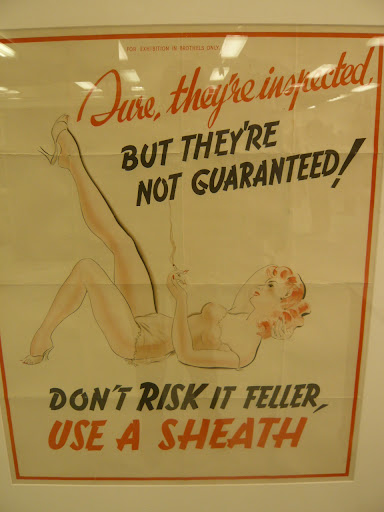 FOR EXHIBITION IN BROTHELS ONLY
Sure, they're inspected,
BUT THEY'RE
NOT GUARANTEED!
DON'T RISK IT FELLER,
USE A SHEATH